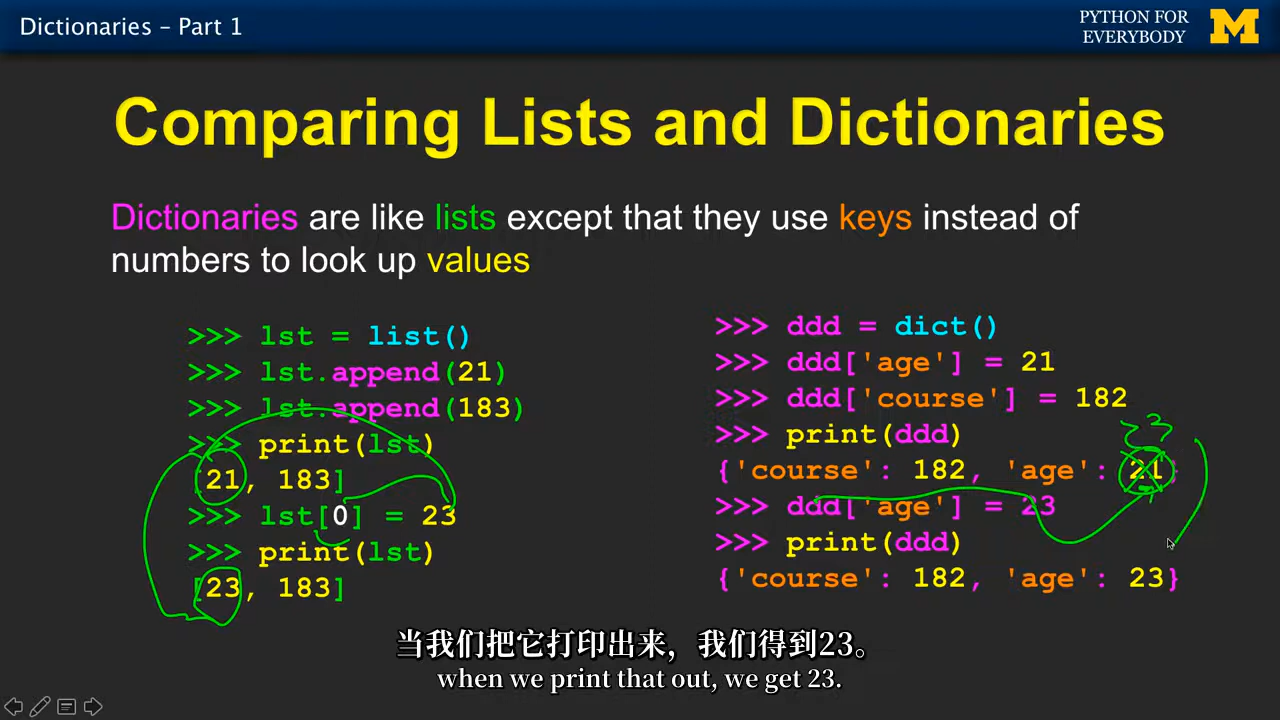 Dictionaries – Part 1
PYTHON FOR
EVERYBODY
M
Comparing Lists and Dictionaries
Dictionaries are like lists except that they use keys instead of
numbers to look up values
>>> lst = list()
>>> lst.append(21)
>>> lst.append(183)
>>> print(lst)
[21, 183]
>>> lst[0] = 23
>>> print(lst)
[23, 183]
>>> ddd = dict()
>>> ddd['age'] = 21
>>> ddd['course'] = 182
>>> print(ddd)
23
{'course': 182, 'age': 21}
>>> ddd['age'] = 23
>>> print(ddd)
{'course': 182, 'age': 23}
当我们把它打印出来，我们得到23。
when we print that out, we get 23.